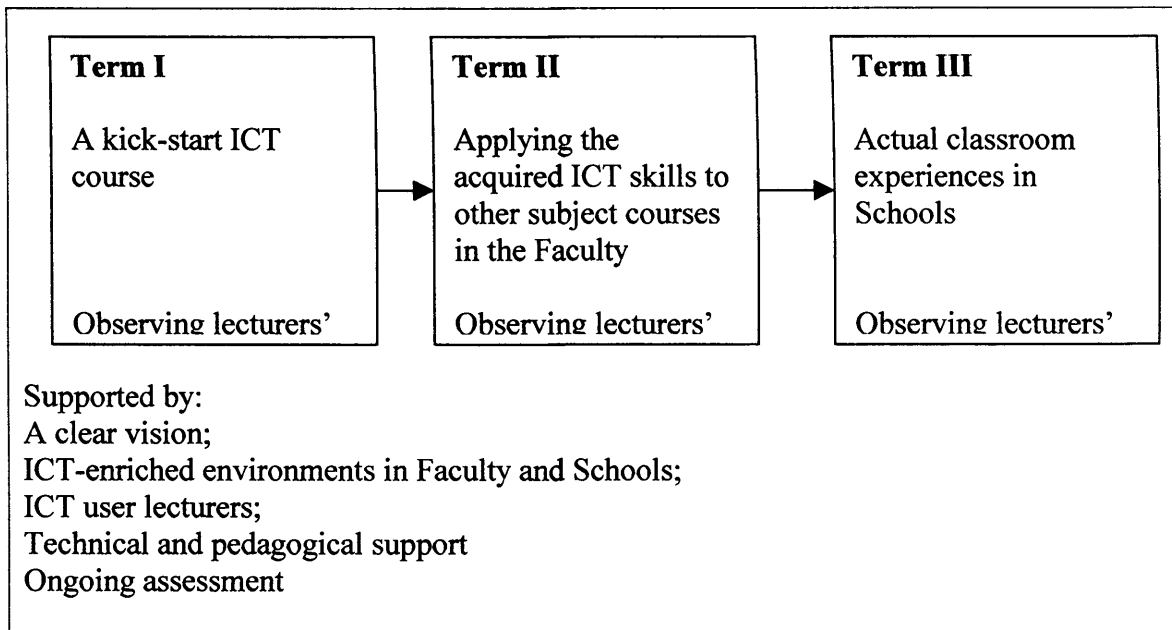 Term I
A kick-start ICT
course
Observing lecturers’
Term II
Applying the
acquired ICT skills to
other subject courses
in the Faculty
Observing lecturers’
Term III
Actual classroom
experiences in
Schools
Observing lecturers’
Supported by:
A clear vision;
ICT-enriched environments in Faculty and Schools;
ICT user lecturers;
Technical and pedagogical support
Ongoing assessment